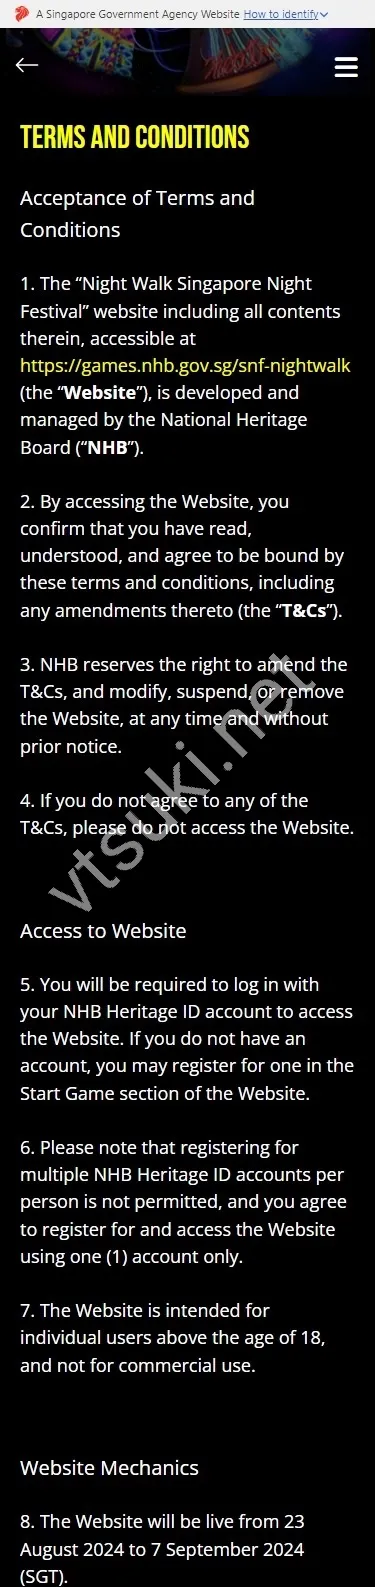 A Singapore Government Agency Website How to identify
TERMS AND CONDITIONS
Acceptance of Terms and
Conditions
1. The “Night Walk Singapore Night
Festival” website including all contents
therein, accessible at
https://games.nhb.gov.sg/snf-nightwalk
(the “Website”), is developed and
managed by the National Heritage
Board (“NHB”).
2. By accessing the Website, you
confirm that you have read,
understood, and agree to be bound by
these terms and conditions, including
any amendments thereto (the “T&Cs”).
3. NHB reserves the right to amend the
T&Cs, and modify, suspend, or remove
the Website, at any time and without
prior notice.
4. If you do not agree to any of the
T&Cs, please do not access the Website.
vtsuki.net
Access to Website
5. You will be required to log in with
your NHB Heritage ID account to access
the Website. If you do not have an
account, you may register for one in the
Start Game section of the Website.
6. Please note that registering for
multiple NHB Heritage ID accounts per
person is not permitted, and you agree
to register for and access the Website
using one (1) account only.
7. The Website is intended for
individual users above the age of 18,
and not for commercial use.
Website Mechanics
8. The Website will be live from 23
August 2024 to 7 September 2024
(SGT).